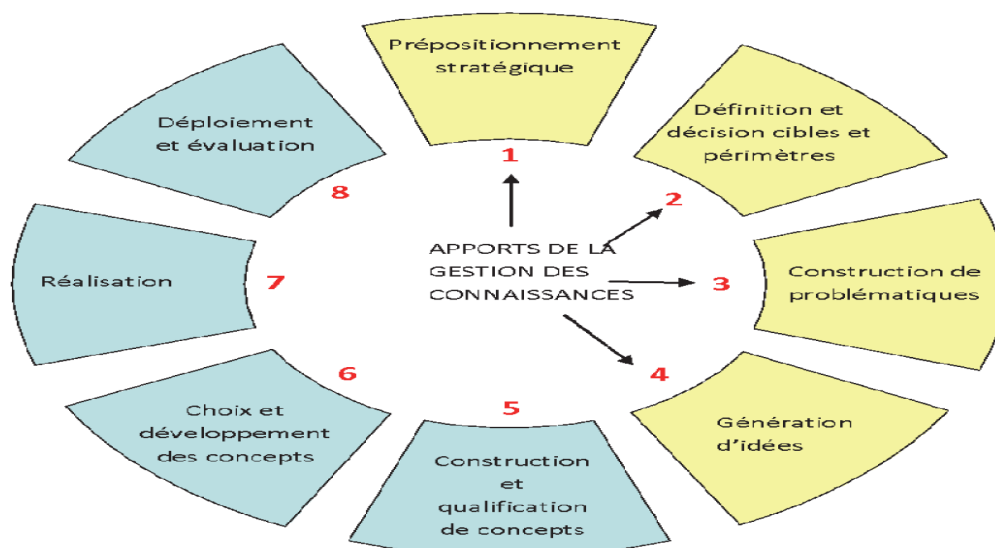 Prépositionnement
stratégique
1
Définition et
décision cibles et
périmètres
2
Construction de
problématiques
3
Génération
d'idées
4
Construction
et
qualification
de concepts
5
Choix et
développement
des concepts
6
Réalisation
7
Déploiement
et évaluation
8
APPORTS DE LA
GESTION DES
CONNAISSANCES